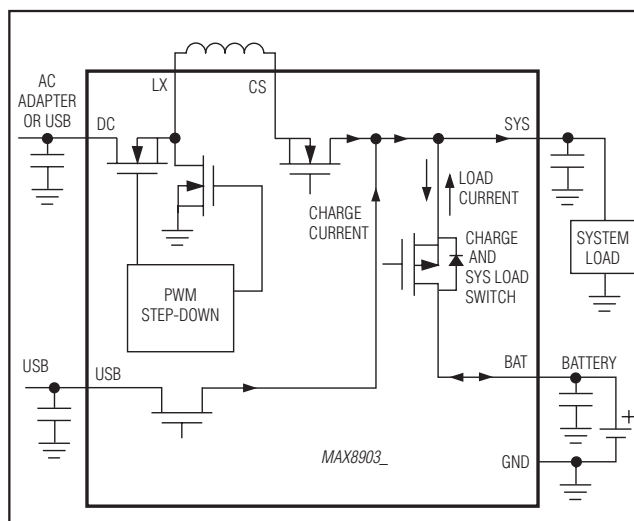 AC
ADAPTER
OR USB
LX
CS
DC
SYS
LOAD
CURRENT
CHARGE
CURRENT
CHARGE
AND
SYS LOAD
SWITCH
SYSTEM
LOAD
PWM
STEP-DOWN
USB
USB
BAT
BATTERY
+
MAX8903_
GND